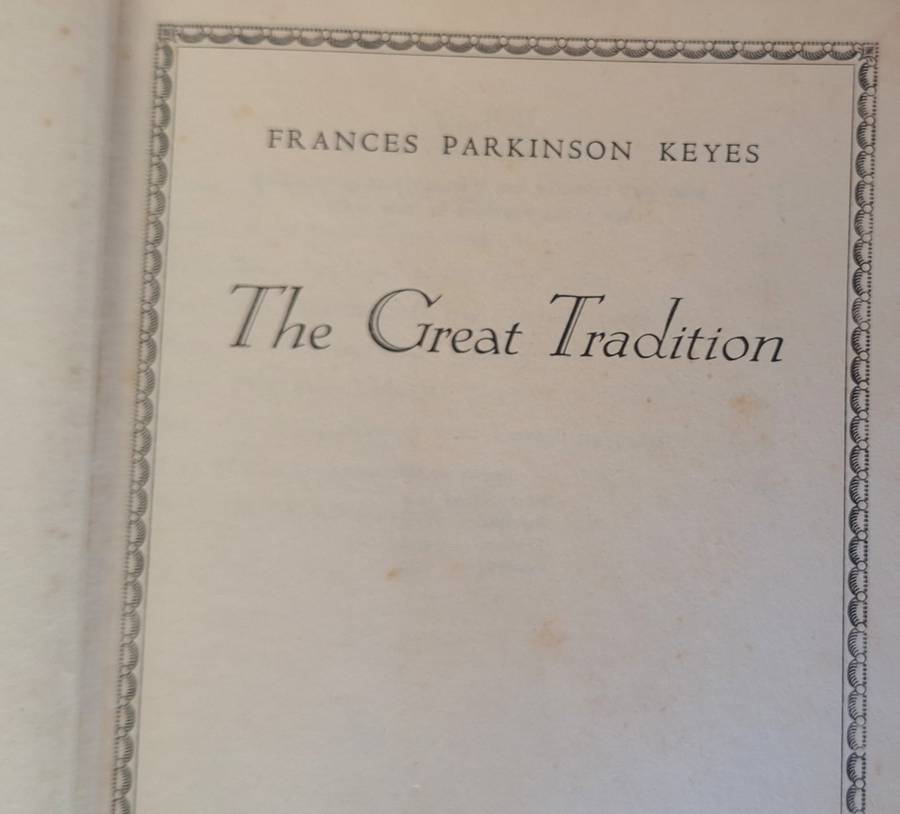 FRANCES PARKINSON KEYES
The Great Tradition